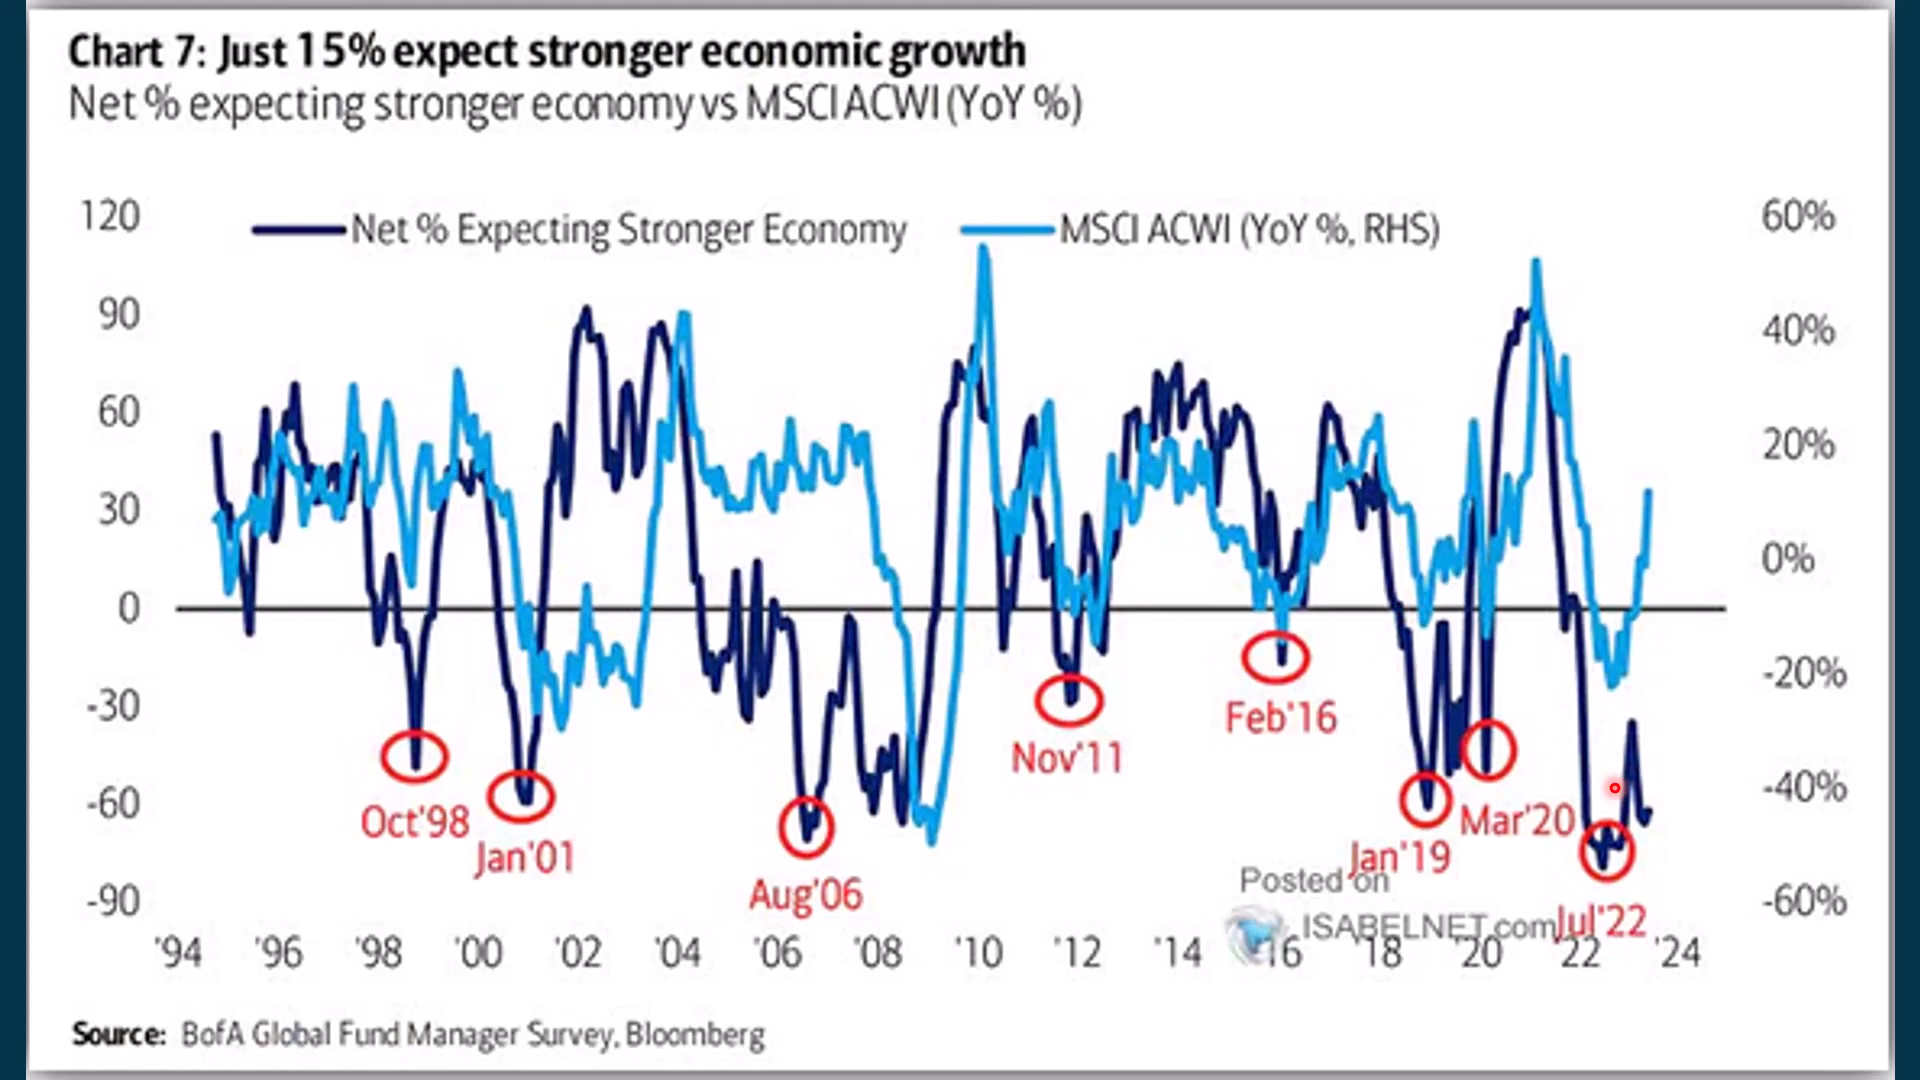 Chart 7: Just 15% expect stronger economic growth
Net % expecting stronger economy vs MSCI ACWI (YoY %)
Net % Expecting Stronger Economy
MSCI ACWI (YoY %, RHS)
120
90
60
30
0
-30
-60
-90
60%
40%
20%
0%
-20%
-40%
-60%
Oct'98
Jan'01
Aug'06
Nov'11
Feb'16
Jan'19
Mar'20
Jul'22
Posted on
ISABELNET.com
'94 '96 '98 '00 '02 '04 '06 '08 '10 '12 '14 '16 '18 '20 '22 '24
Source: BofA Global Fund Manager Survey, Bloomberg